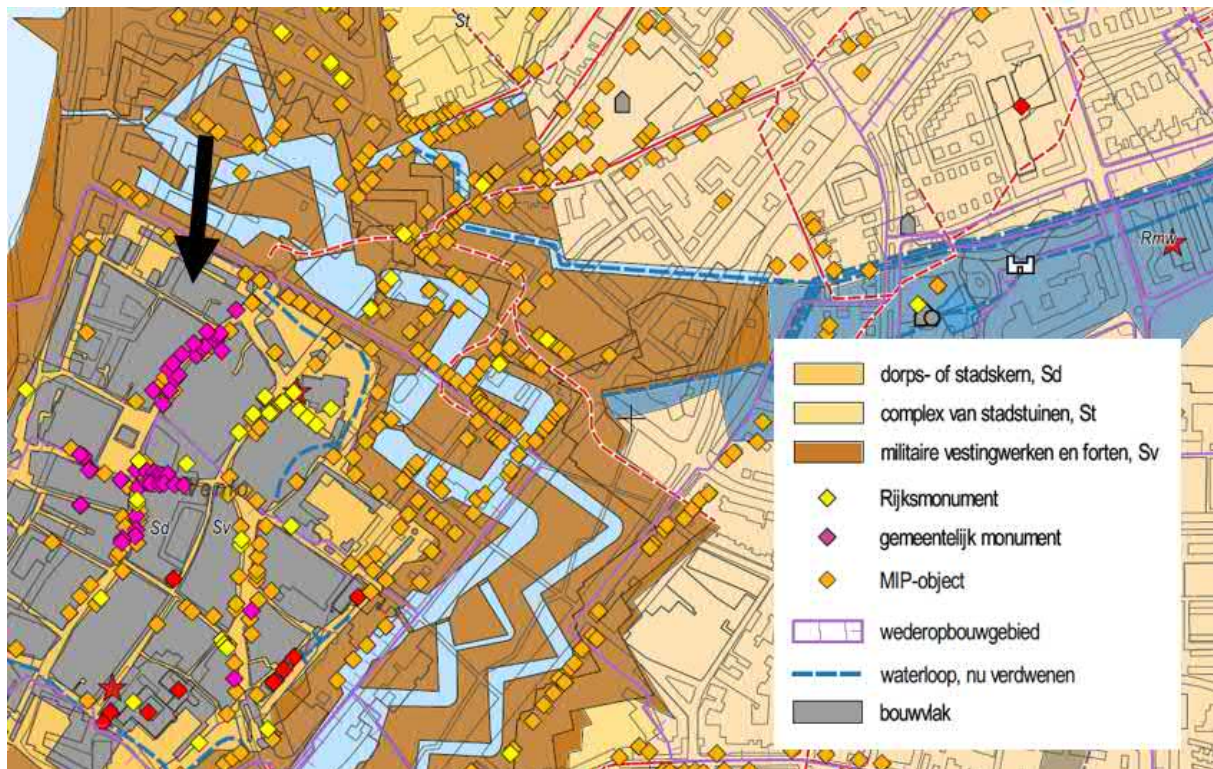 St
Rmw
Venlo
Sd
Sv
dorps- of stadskern, Sd
complex van stadstuinen, St
militaire vestingwerken en forten, Sv
Rijksmonument
gemeentelijk monument
MIP-object
wederopbouwgebied
waterloop, nu verdwenen
bouwvlak